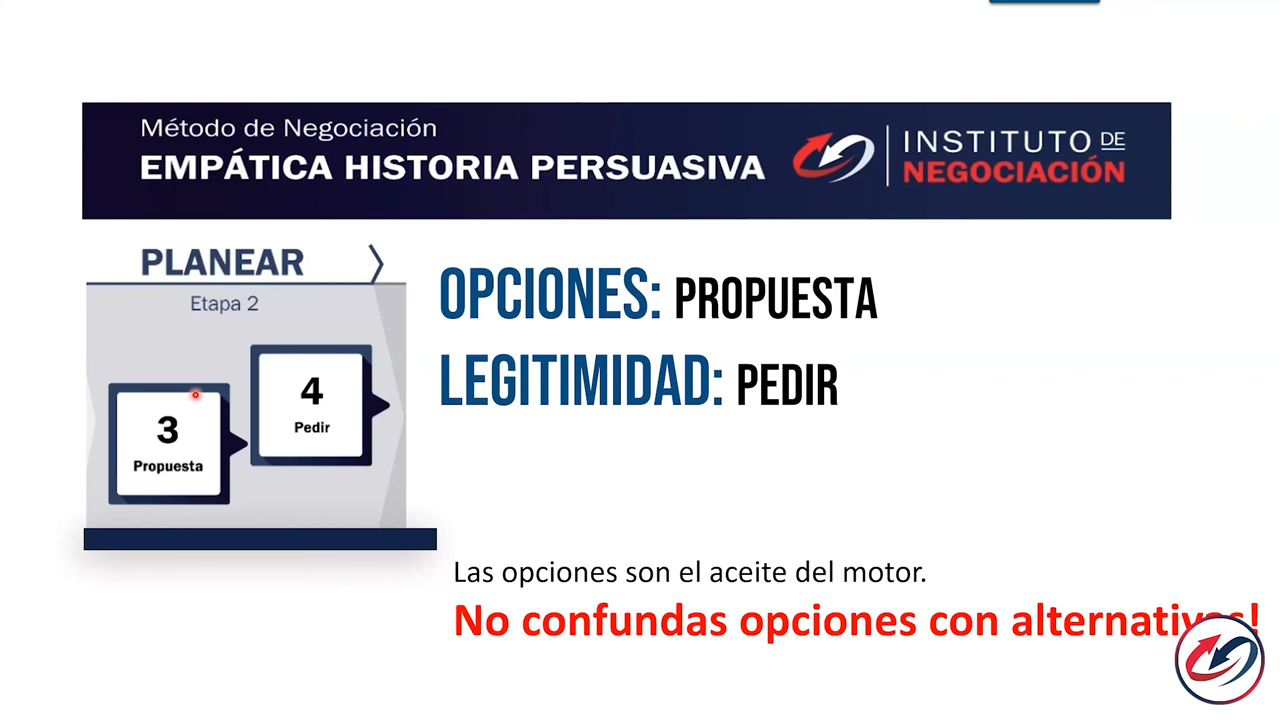 Método de Negociación
EMPÁTICA HISTORIA PERSUASIVA
INSTITUTO DE
NEGOCIACIÓN
PLANEAR
Etapa 2
3
Propuesta
4
Pedir
OPCIONES: PROPUESTA
LEGITIMIDAD: PEDIR
Las opciones son el aceite del motor.
No confundas opciones con alternativas!